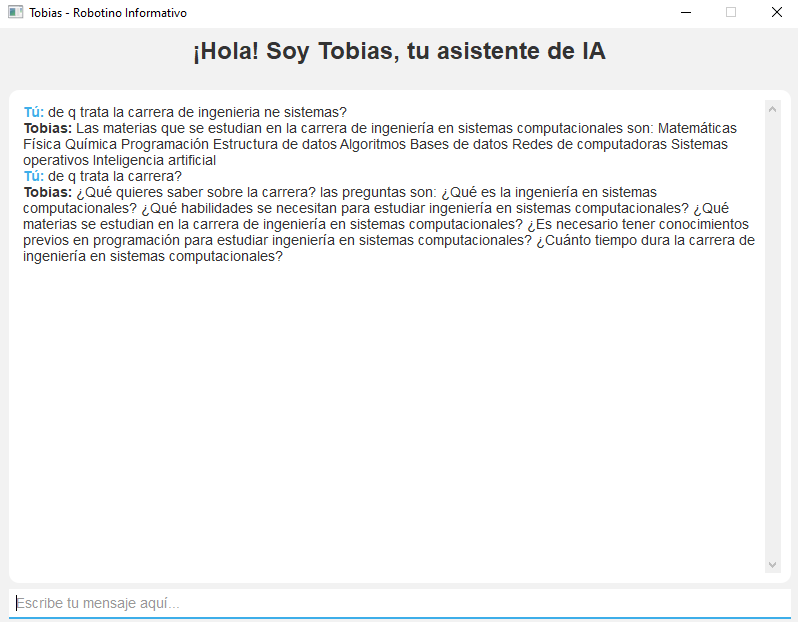 Tobias - Robotino Informativo
¡Hola! Soy Tobias, tu asistente de IA
Tú: de q trata la carrera de ingenieria ne sistemas?
Tobias: Las materias que se estudian en la carrera de ingeniería en sistemas computacionales son: Matemáticas
Física Química Programación Estructura de datos Algoritmos Bases de datos Redes de computadoras Sistemas
operativos Inteligencia artificial
Tú: de q trata la carrera?
Tobias: ¿Qué quieres saber sobre la carrera? las preguntas son: ¿Qué es la ingeniería en sistemas
computacionales? ¿Qué habilidades se necesitan para estudiar ingeniería en sistemas computacionales? ¿Qué
materias se estudian en la carrera de ingeniería en sistemas computacionales? ¿Es necesario tener conocimientos
previos en programación para estudiar ingeniería en sistemas computacionales? ¿Cuánto tiempo dura la carrera de
ingeniería en sistemas computacionales?
Escribe tu mensaje aquí...